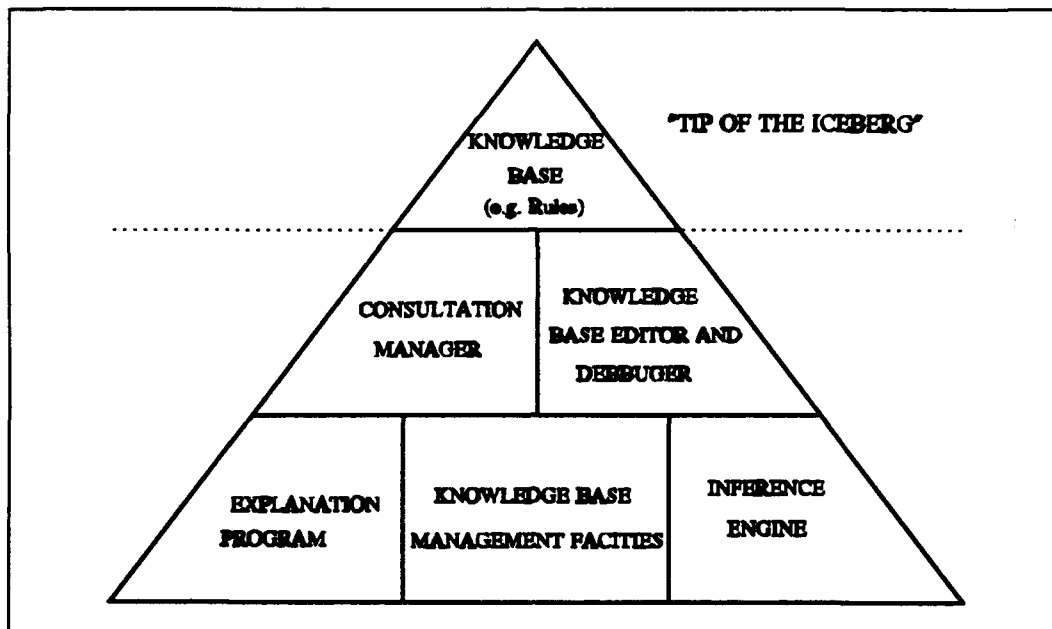 "TIP OF THE ICEBERG"
KNOWLEDGE
BASE
(e.g. Rules)
CONSULTATION
MANAGER
KNOWLEDGE
BASE EDITOR AND
DEBBUGER
EXPLANATION
PROGRAM
KNOWLEDGE BASE
MANAGEMENT FACITIES
INFERENCE
ENGINE